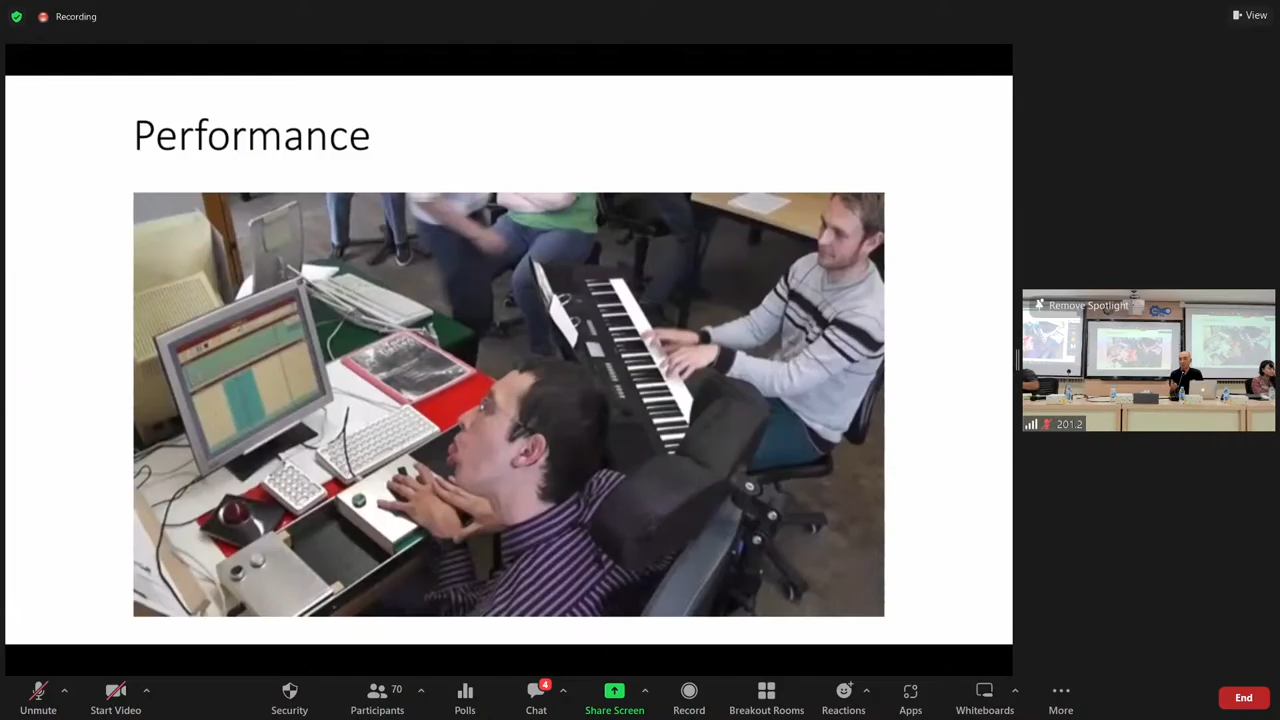 Recording
View
Performance
Remove Spotlight
201.2
Unmute
Start Video
Security
70
Participants
Polls
4
Chat
Share Screen
Record
Breakout Rooms
Reactions
Apps
Whiteboards
More
End